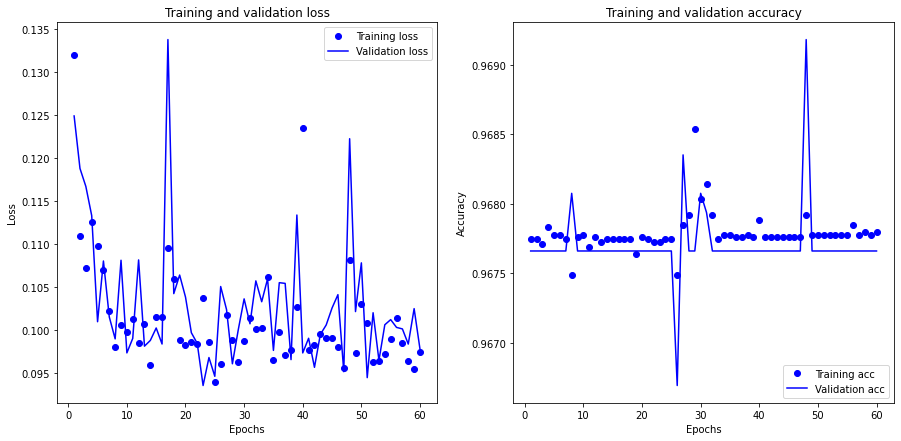 Training and validation loss
0.135
0.130
0.125
0.120
0.115
0.110
0.105
0.100
0.095
Loss
0 10 20 30 40 50 60
Epochs
Training loss
Validation loss
Training and validation accuracy
0.9690
0.9685
0.9680
0.9675
0.9670
Accuracy
0 10 20 30 40 50 60
Epochs
Training acc
Validation acc